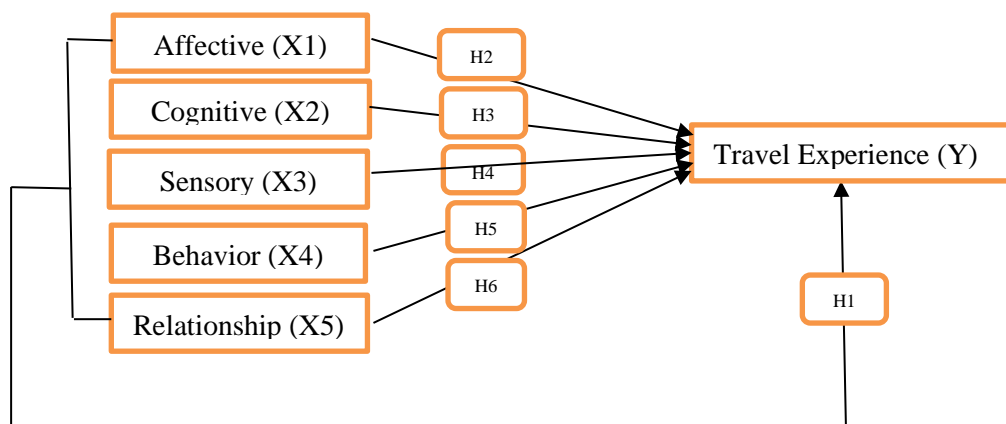 Affective (X1)
H2
Cognitive (X2)
H3
Travel Experience (Y)
Sensory (X3)
H4
Behavior (X4)
H5
Relationship (X5)
H6
H1